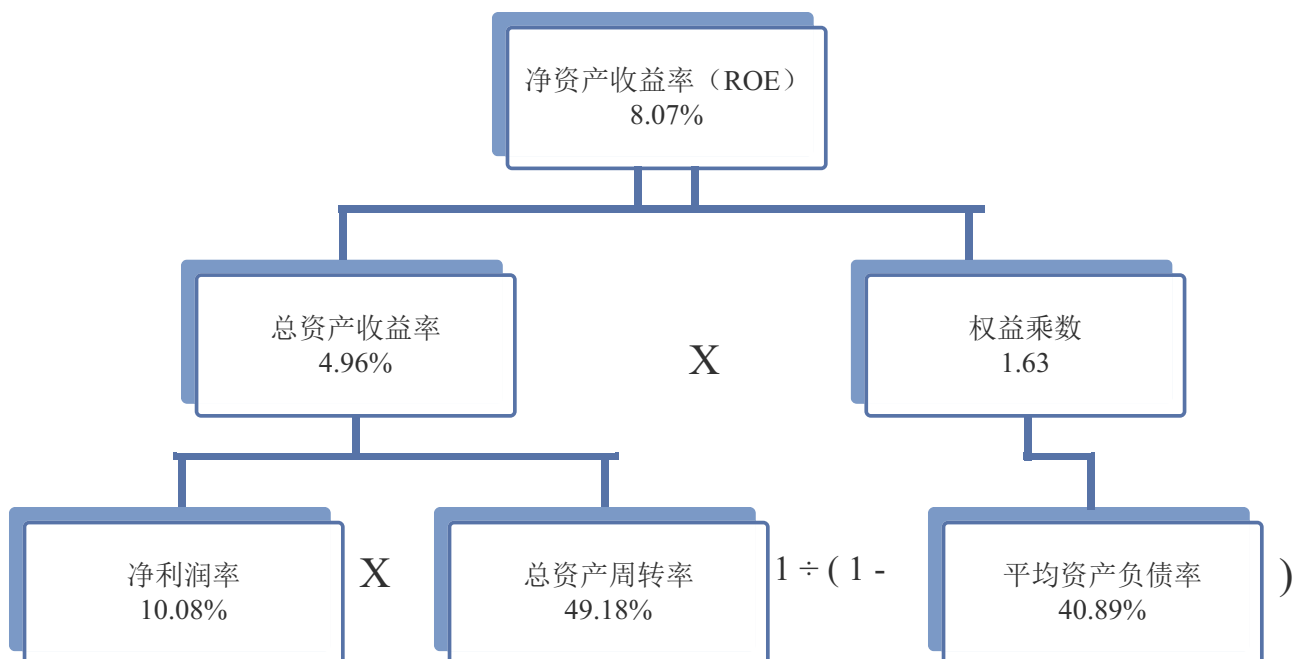 净资产收益率（ROE）
8.07%
总资产收益率
4.96%
X
权益乘数
1.63
净利润率
10.08%
X
总资产周转率
49.18%
1 ÷ ( 1 -
平均资产负债率
40.89%
)